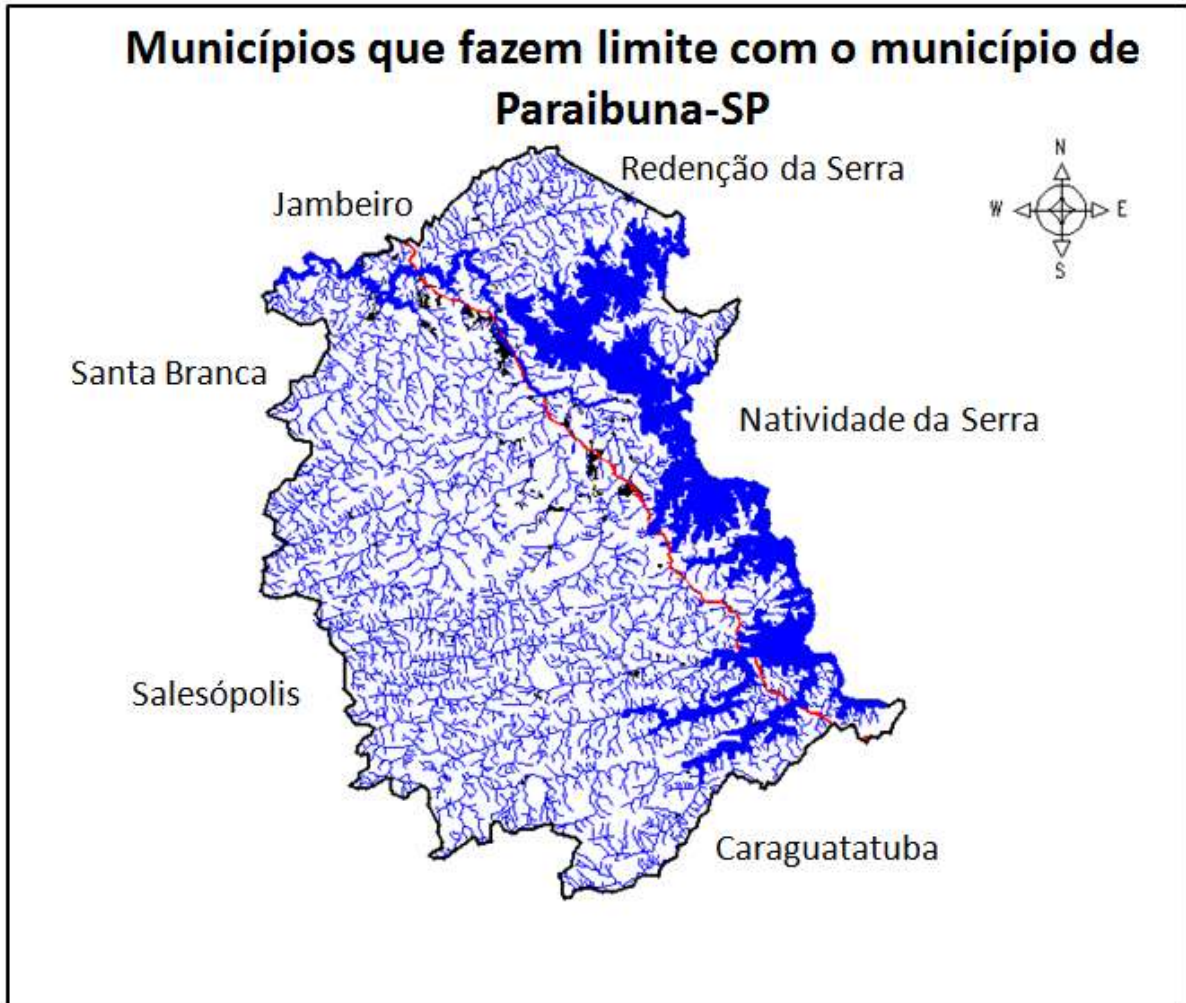 Municípios que fazem limite com o município de
Paraibuna-SP
Redenção da Serra
Jambeiro
N
W
E
S
Santa Branca
Natividade da Serra
Salesópolis
Caraguatatuba